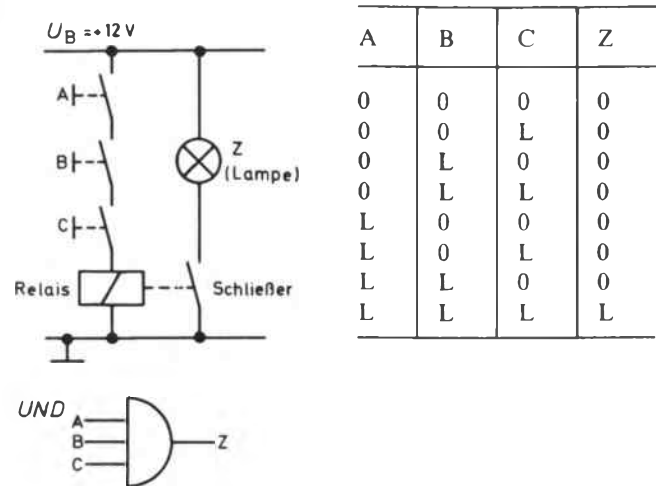 UB = + 12 V
A
B
Z
(Lampe)
C
Relais
Schließer
A B C Z
0 0 0 0
0 0 L 0
0 L 0 0
0 L L 0
L 0 0 0
L 0 L 0
L L 0 0
L L L L
UND
A
B
C
Z